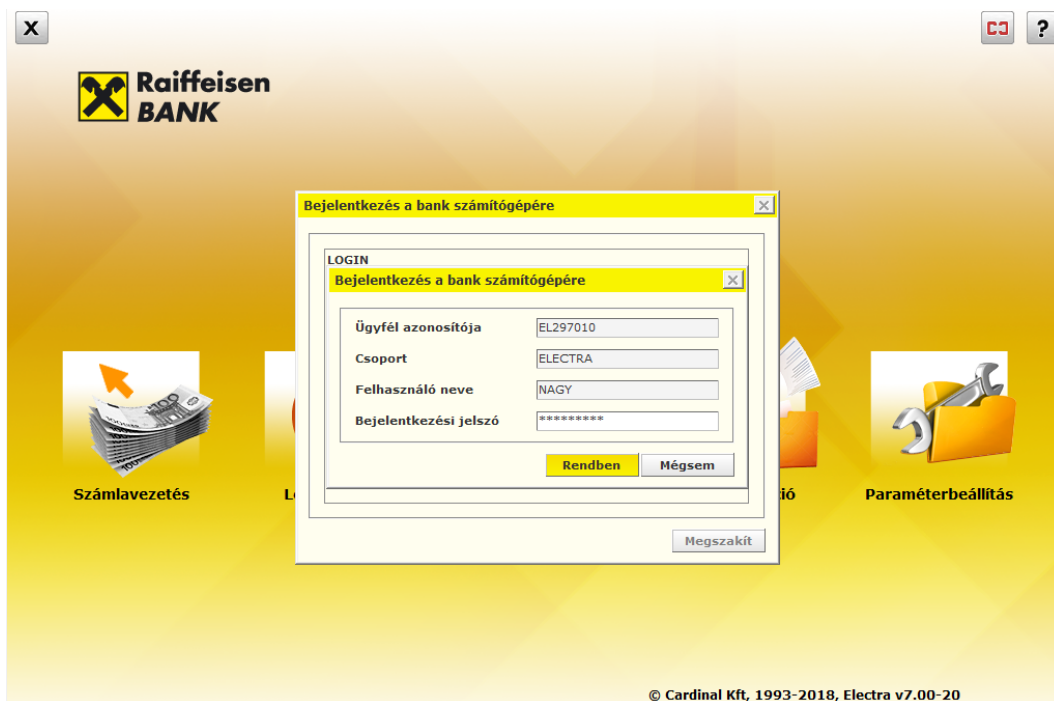 X
?
Raiffeisen
BANK
Bejelentkezés a bank számítógépére
LOGIN
Bejelentkezés a bank számítógépére
Ügyfél azonosítója EL297010
Csoport ELECTRA
Felhasználó neve NAGY
Bejelentkezési jelszó *********
Rendben Mégsem
Számlavezetés
Paraméterbeállítás
Megszakít
© Cardinal Kft, 1993-2018, Electra v7.00-20